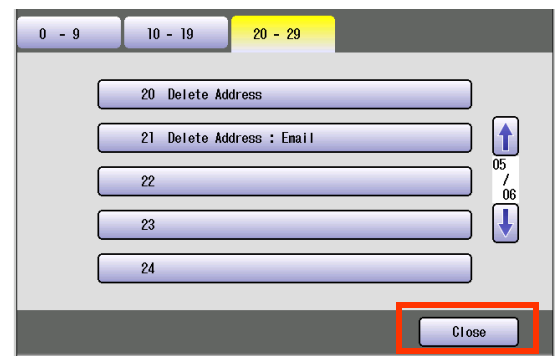 0 - 9
10 - 19
20 - 29
20 Delete Address
21 Delete Address : Email
22
05
/
06
23
24
Close